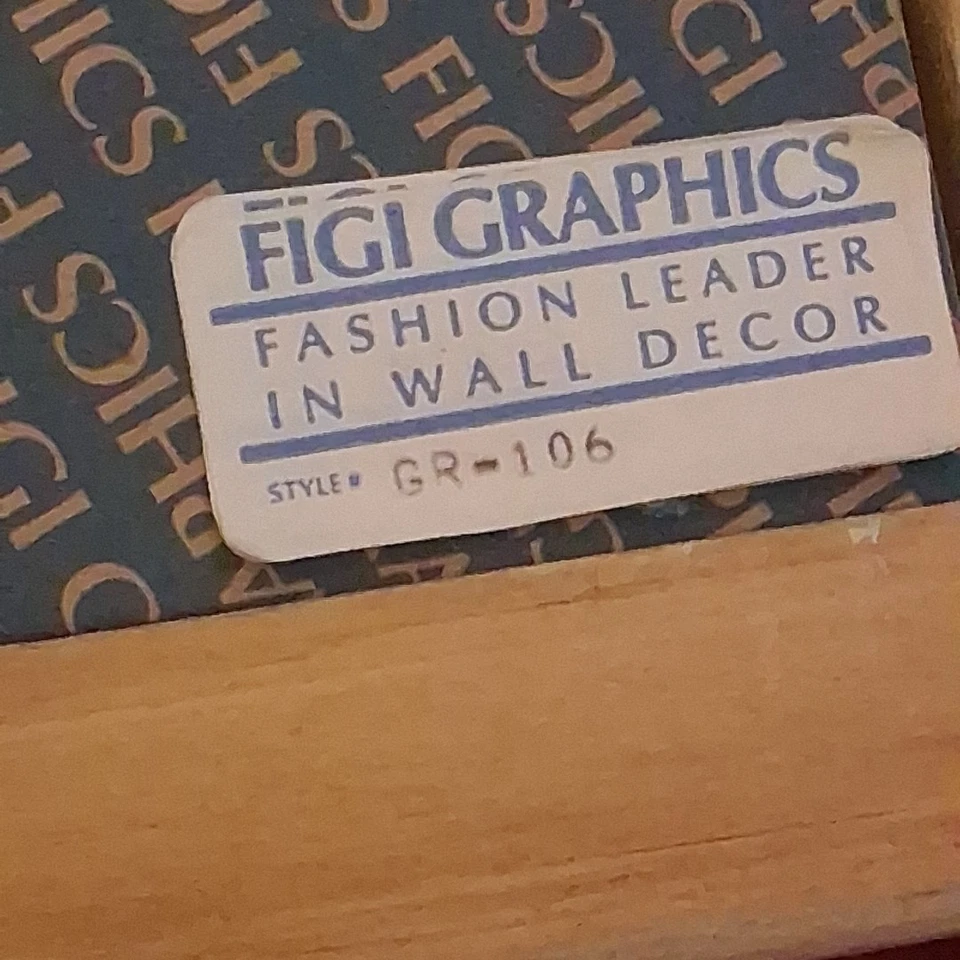 FIGI GRAPHICS
FASHION LEADER
IN WALL DECOR
STYLE# GR-106